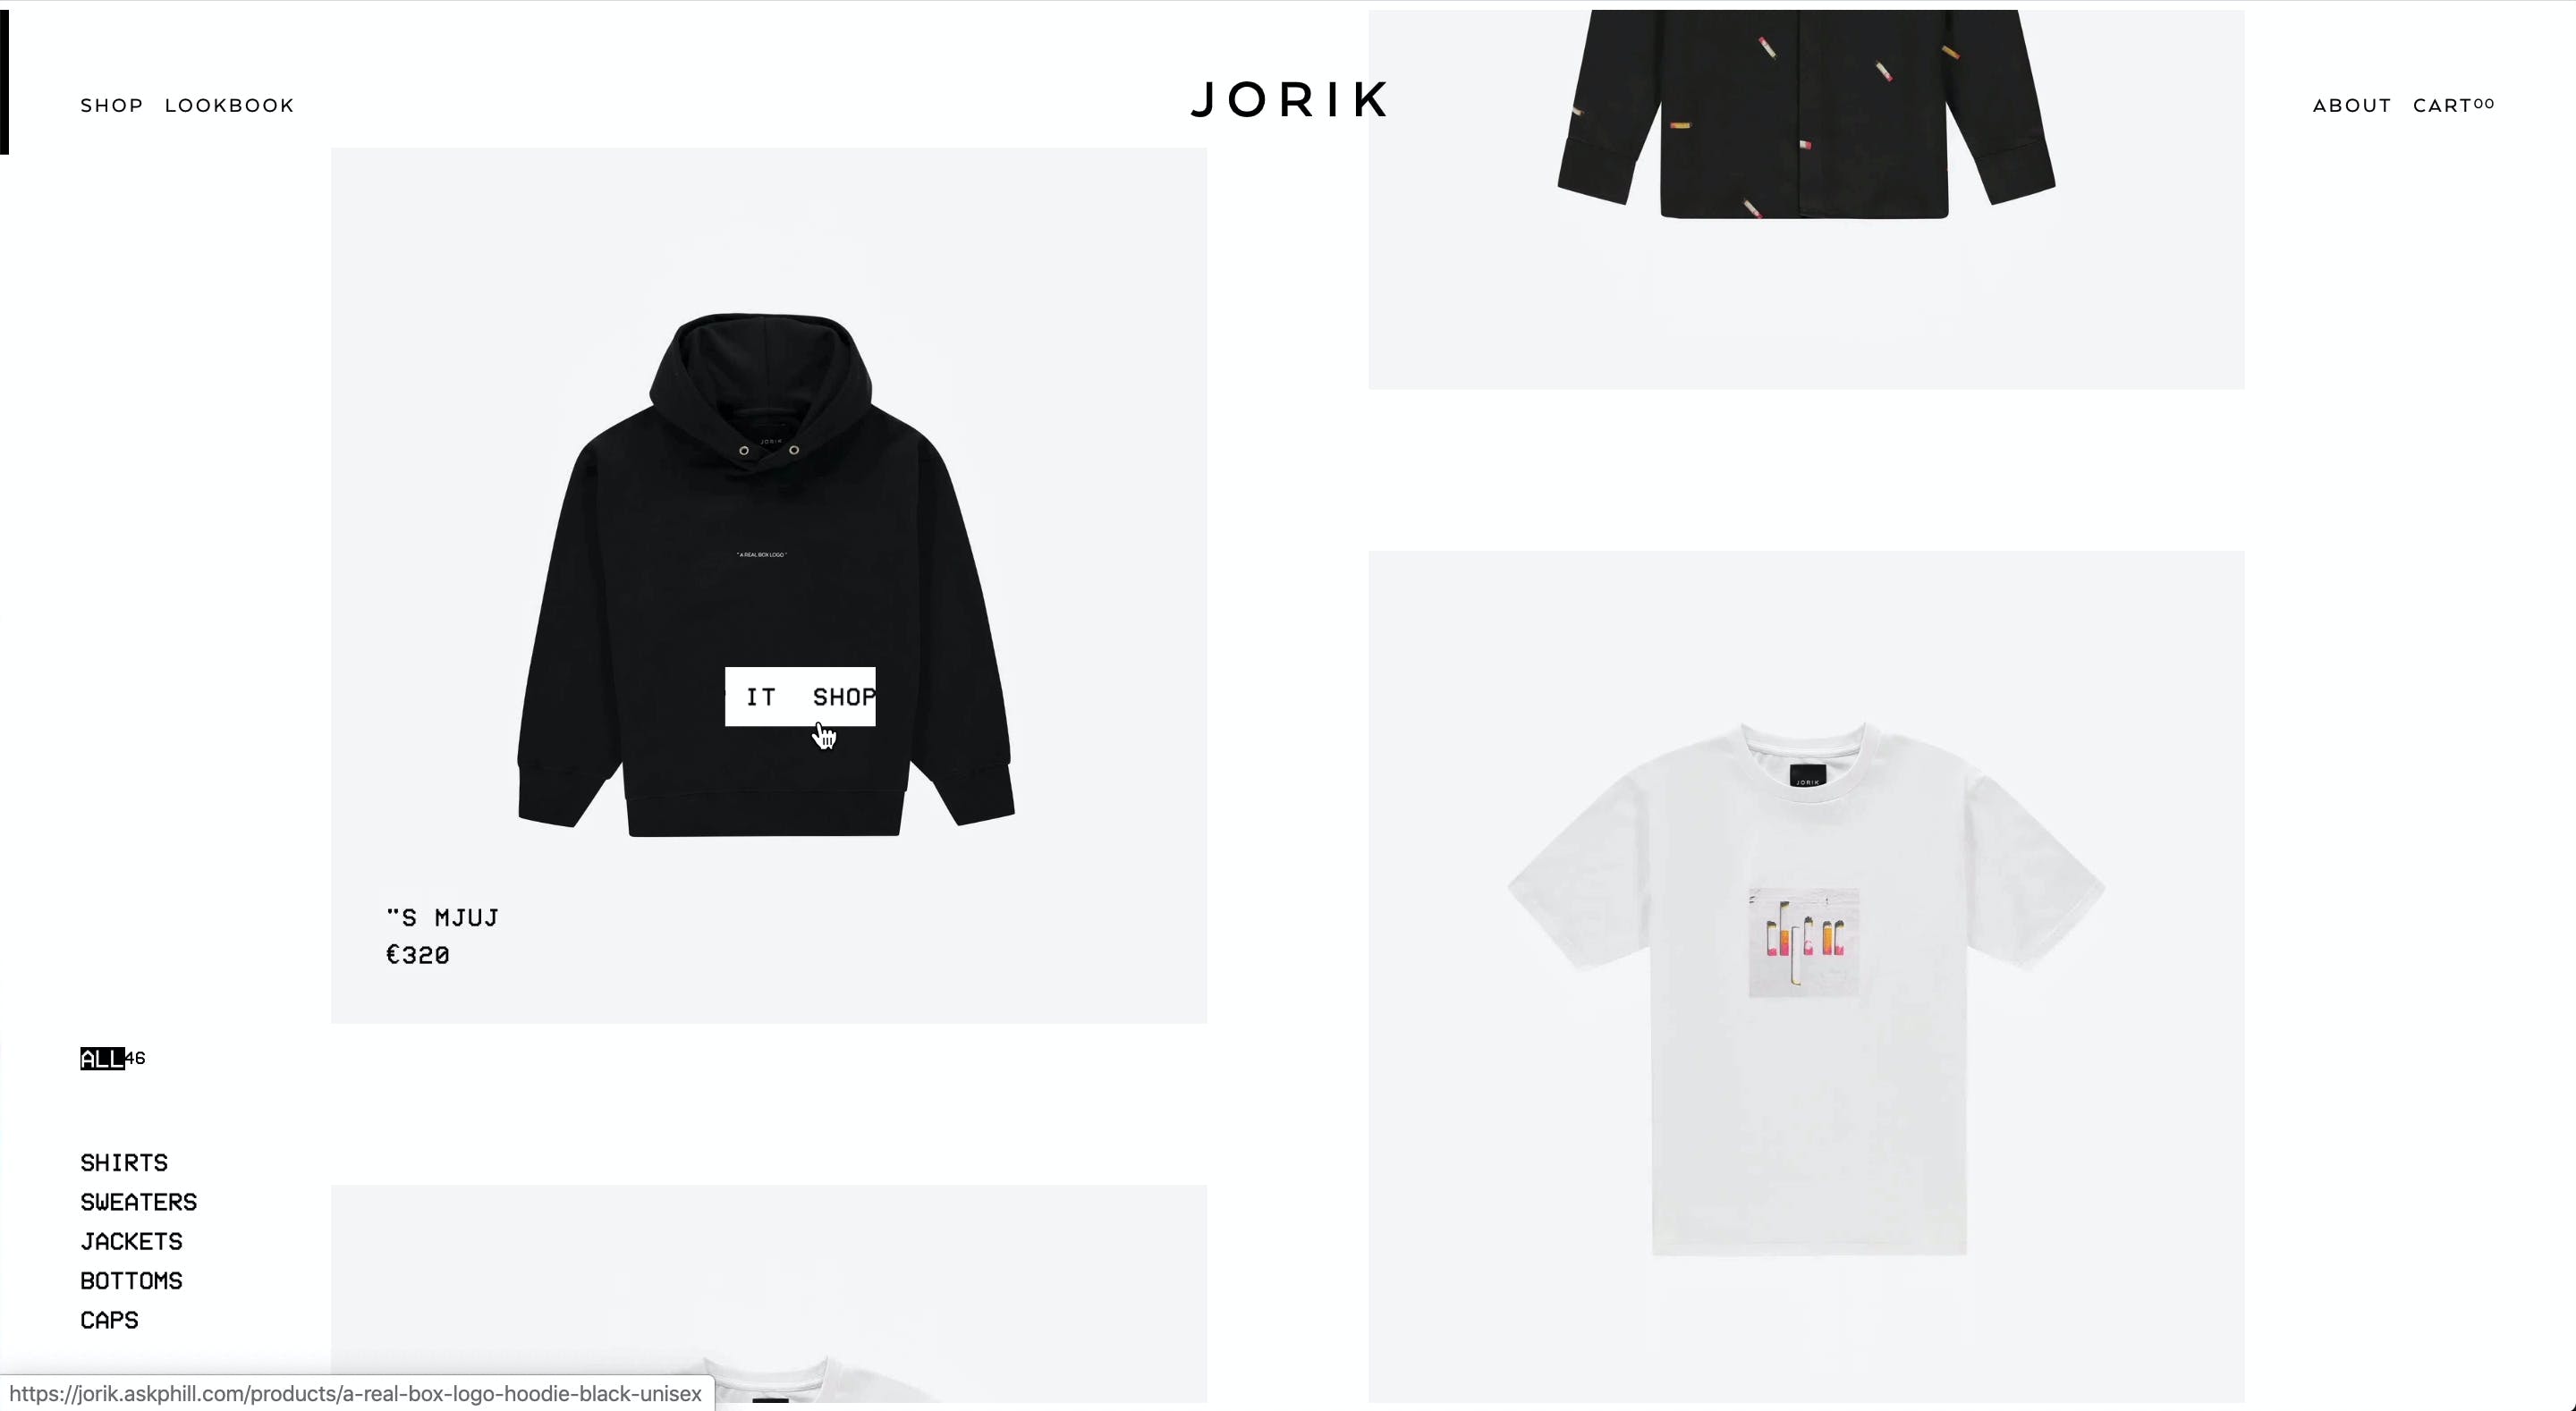 SHOP LOOKBOOK
JORIK
ABOUT CART00
JORIK
"A REAL BOX LOGO"
IT SHOP
"S MJUJ
€320
JORIK
ALL46
SHIRTS
SWEATERS
JACKETS
BOTTOMS
CAPS
https://jorik.askphill.com/products/a-real-box-logo-hoodie-black-unisex